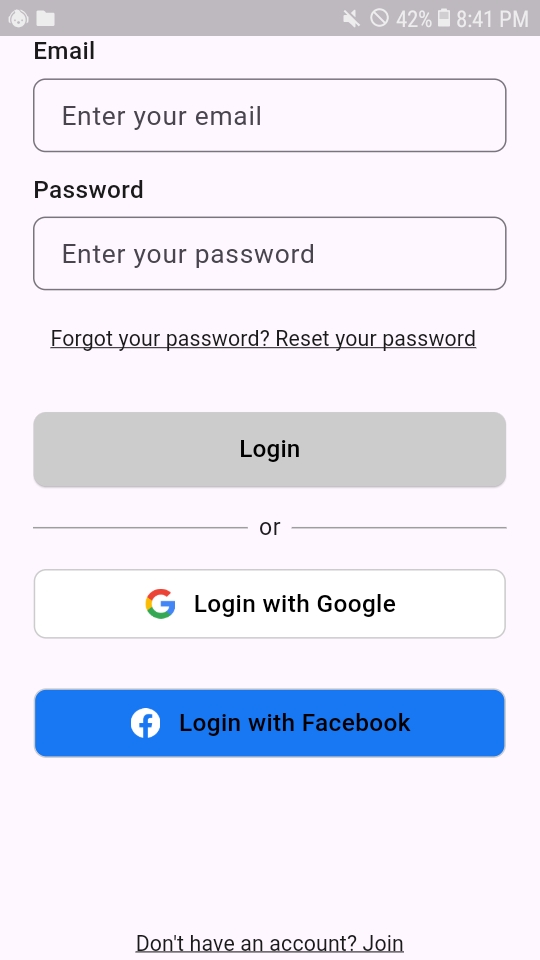 42% 8:41 PM
Email
Enter your email
Password
Enter your password
Forgot your password? Reset your password
Login
or
Login with Google
Login with Facebook
Don't have an account? Join